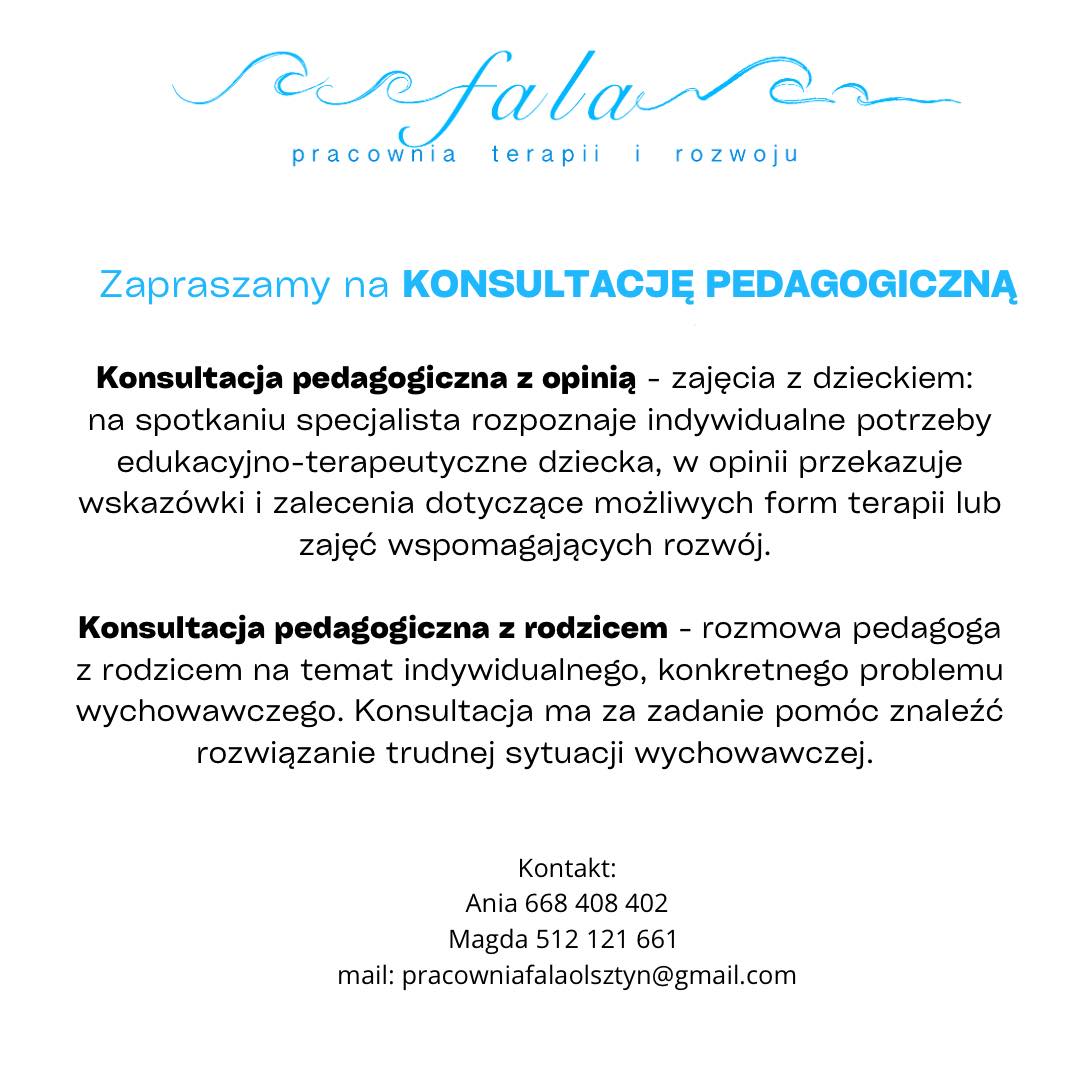 fala
pracownia terapii i rozwoju
Zapraszamy na KONSULTACJĘ PEDAGOGICZNĄ
Konsultacja pedagogiczna z opinią - zajęcia z dzieckiem:
na spotkaniu specjalista rozpoznaje indywidualne potrzeby
edukacyjno-terapeutyczne dziecka, w opinii przekazuje
wskazówki i zalecenia dotyczące możliwych form terapii lub
zajęć wspomagających rozwój.
Konsultacja pedagogiczna z rodzicem - rozmowa pedagoga
z rodzicem na temat indywidualnego, konkretnego problemu
wychowawczego. Konsultacja ma za zadanie pomóc znaleźć
rozwiązanie trudnej sytuacji wychowawczej.
Kontakt:
Ania 668 408 402
Magda 512 121 661
mail: pracowniafalaolsztyn@gmail.com